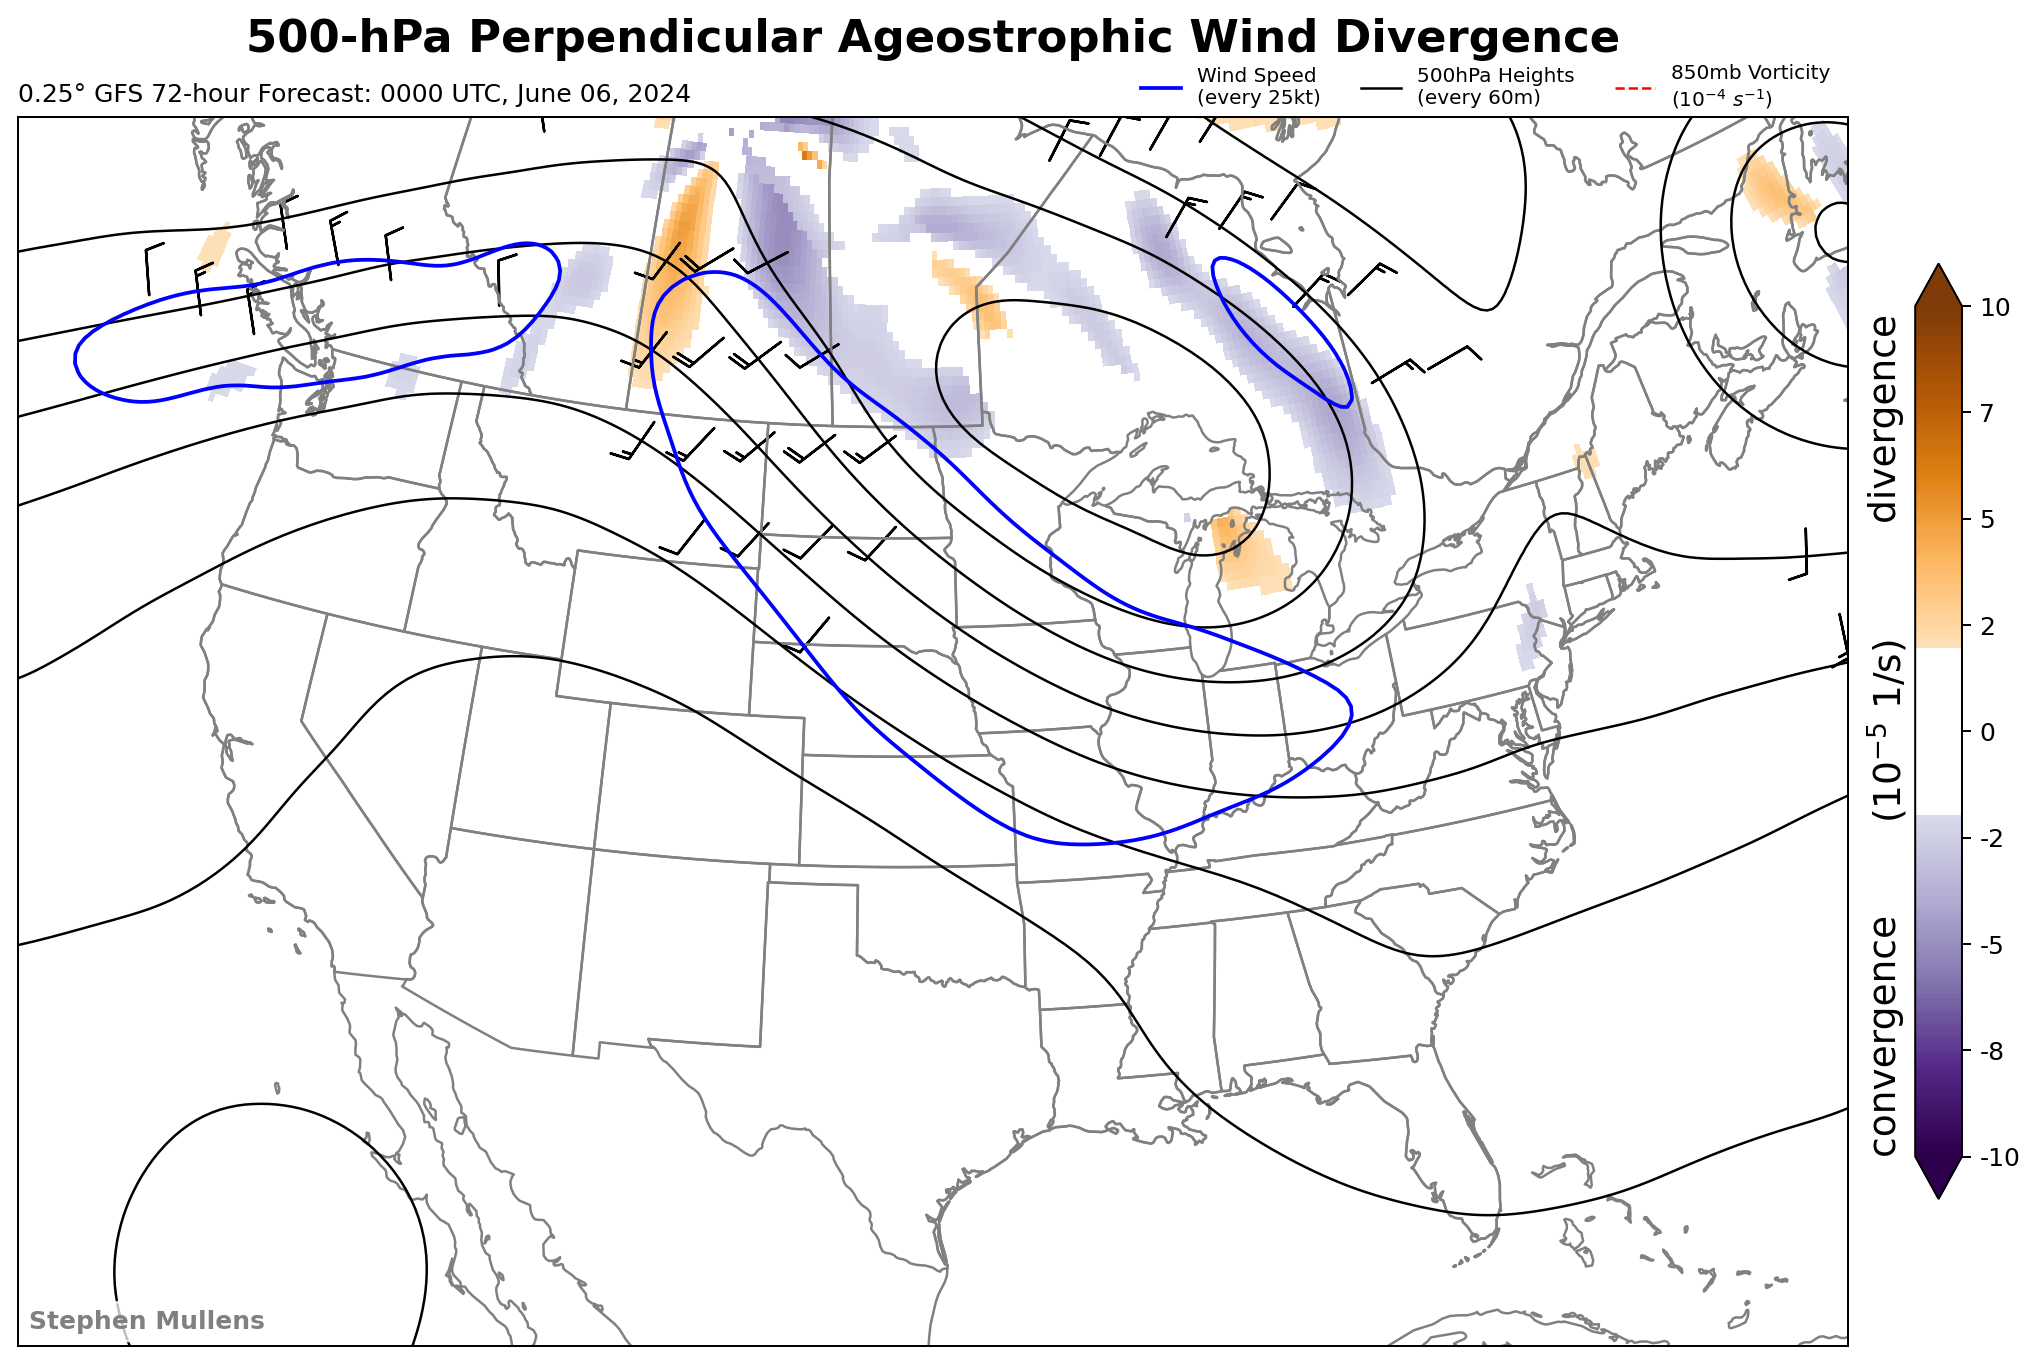 500-hPa Perpendicular Ageostrophic Wind Divergence
0.25° GFS 72-hour Forecast: 0000 UTC, June 06, 2024
Wind Speed
(every 25kt)
500hPa Heights
(every 60m)
850mb Vorticity
(10⁻⁴ s⁻¹)
10
7
5
2
0
-2
-5
-8
-10
convergence (10⁻⁵ 1/s) divergence
Stephen Mullens